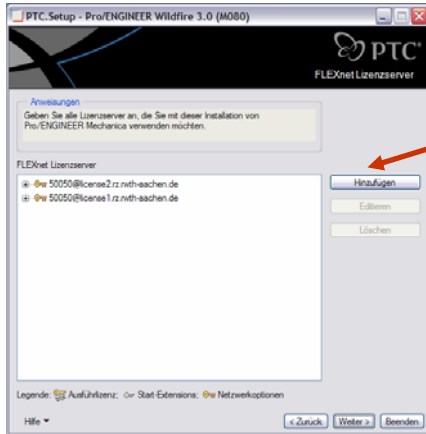 PTC.Setup - Pro/ENGINEER Wildfire 3.0 (M080)
PTC
FLEXnet Lizenzserver
Anweisungen
Geben Sie alle Lizenzserver an, die Sie mit dieser Installation von
Pro/ENGINEER Mechanica verwenden möchten.
FLEXnet Lizenzserver
50050@license2.rz.rwth-aachen.de
50050@license1.rz.rwth-aachen.de
Hinzufügen
Editieren
Löschen
Legende: Ausführlizenz; Start-Extensions; Netzwerkoptionen
Hilfe
< Zurück Weiter > Beenden